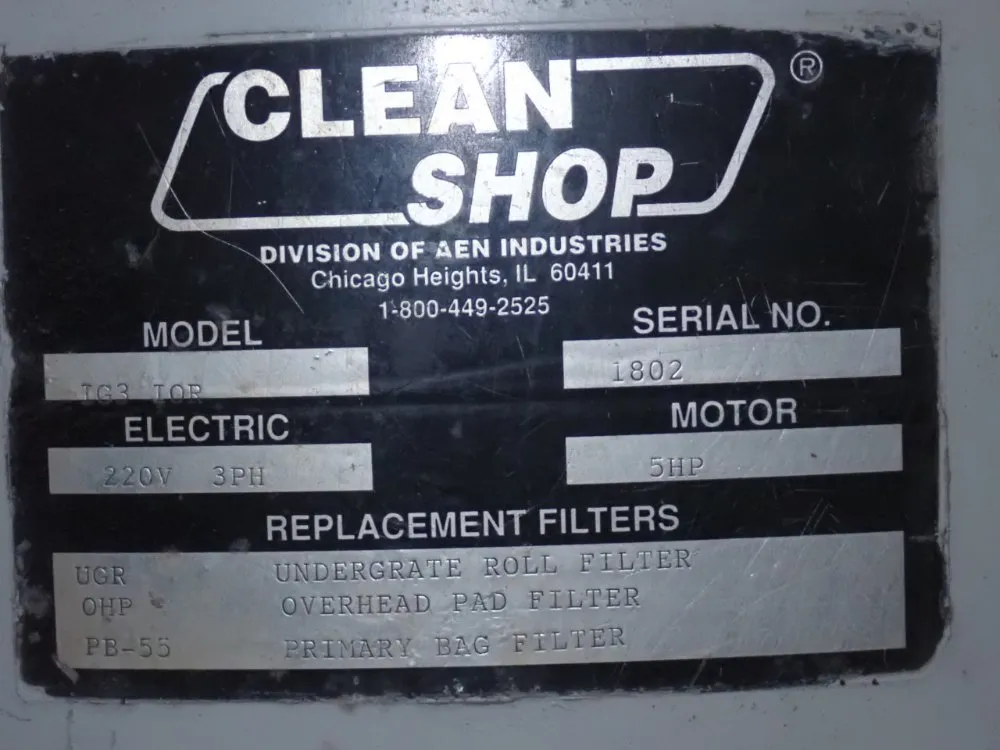 CLEAN ®
SHOP
DIVISION OF AEN INDUSTRIES
Chicago Heights, IL 60411
1-800-449-2525
MODEL
IG3 IOR
SERIAL NO.
1802
ELECTRIC
220V 3PH
MOTOR
5HP
REPLACEMENT FILTERS
UGR UNDERGRATE ROLL FILTER
OHP OVERHEAD PAD FILTER
PB-55 PRIMARY BAG FILTER